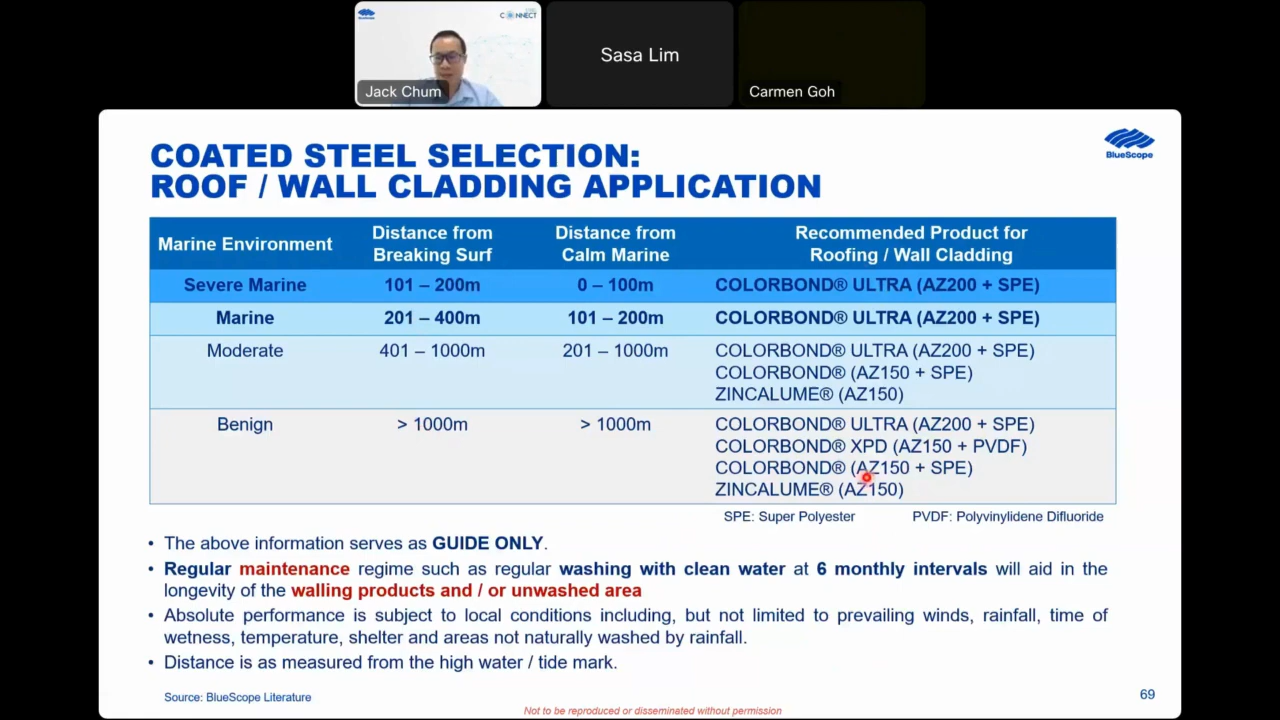 CONNECT
Jack Chum
Sasa Lim
Carmen Goh
COATED STEEL SELECTION:
ROOF / WALL CLADDING APPLICATION
BlueScope
Marine Environment
Distance from
Breaking Surf
Distance from
Calm Marine
Recommended Product for
Roofing / Wall Cladding
Severe Marine 101 – 200m 0 – 100m COLORBOND® ULTRA (AZ200 + SPE)
Marine 201 – 400m 101 – 200m COLORBOND® ULTRA (AZ200 + SPE)
Moderate 401 – 1000m 201 – 1000m COLORBOND® ULTRA (AZ200 + SPE)
COLORBOND® (AZ150 + SPE)
ZINCALUME® (AZ150)
Benign > 1000m > 1000m COLORBOND® ULTRA (AZ200 + SPE)
COLORBOND® XPD (AZ150 + PVDF)
COLORBOND® (AZ150 + SPE)
ZINCALUME® (AZ150)
SPE: Super Polyester PVDF: Polyvinylidene Difluoride
• The above information serves as GUIDE ONLY.
• Regular maintenance regime such as regular washing with clean water at 6 monthly intervals will aid in the
longevity of the walling products and / or unwashed area
• Absolute performance is subject to local conditions including, but not limited to prevailing winds, rainfall, time of
wetness, temperature, shelter and areas not naturally washed by rainfall.
• Distance is as measured from the high water / tide mark.
Source: BlueScope Literature
69
Not to be reproduced or disseminated without permission